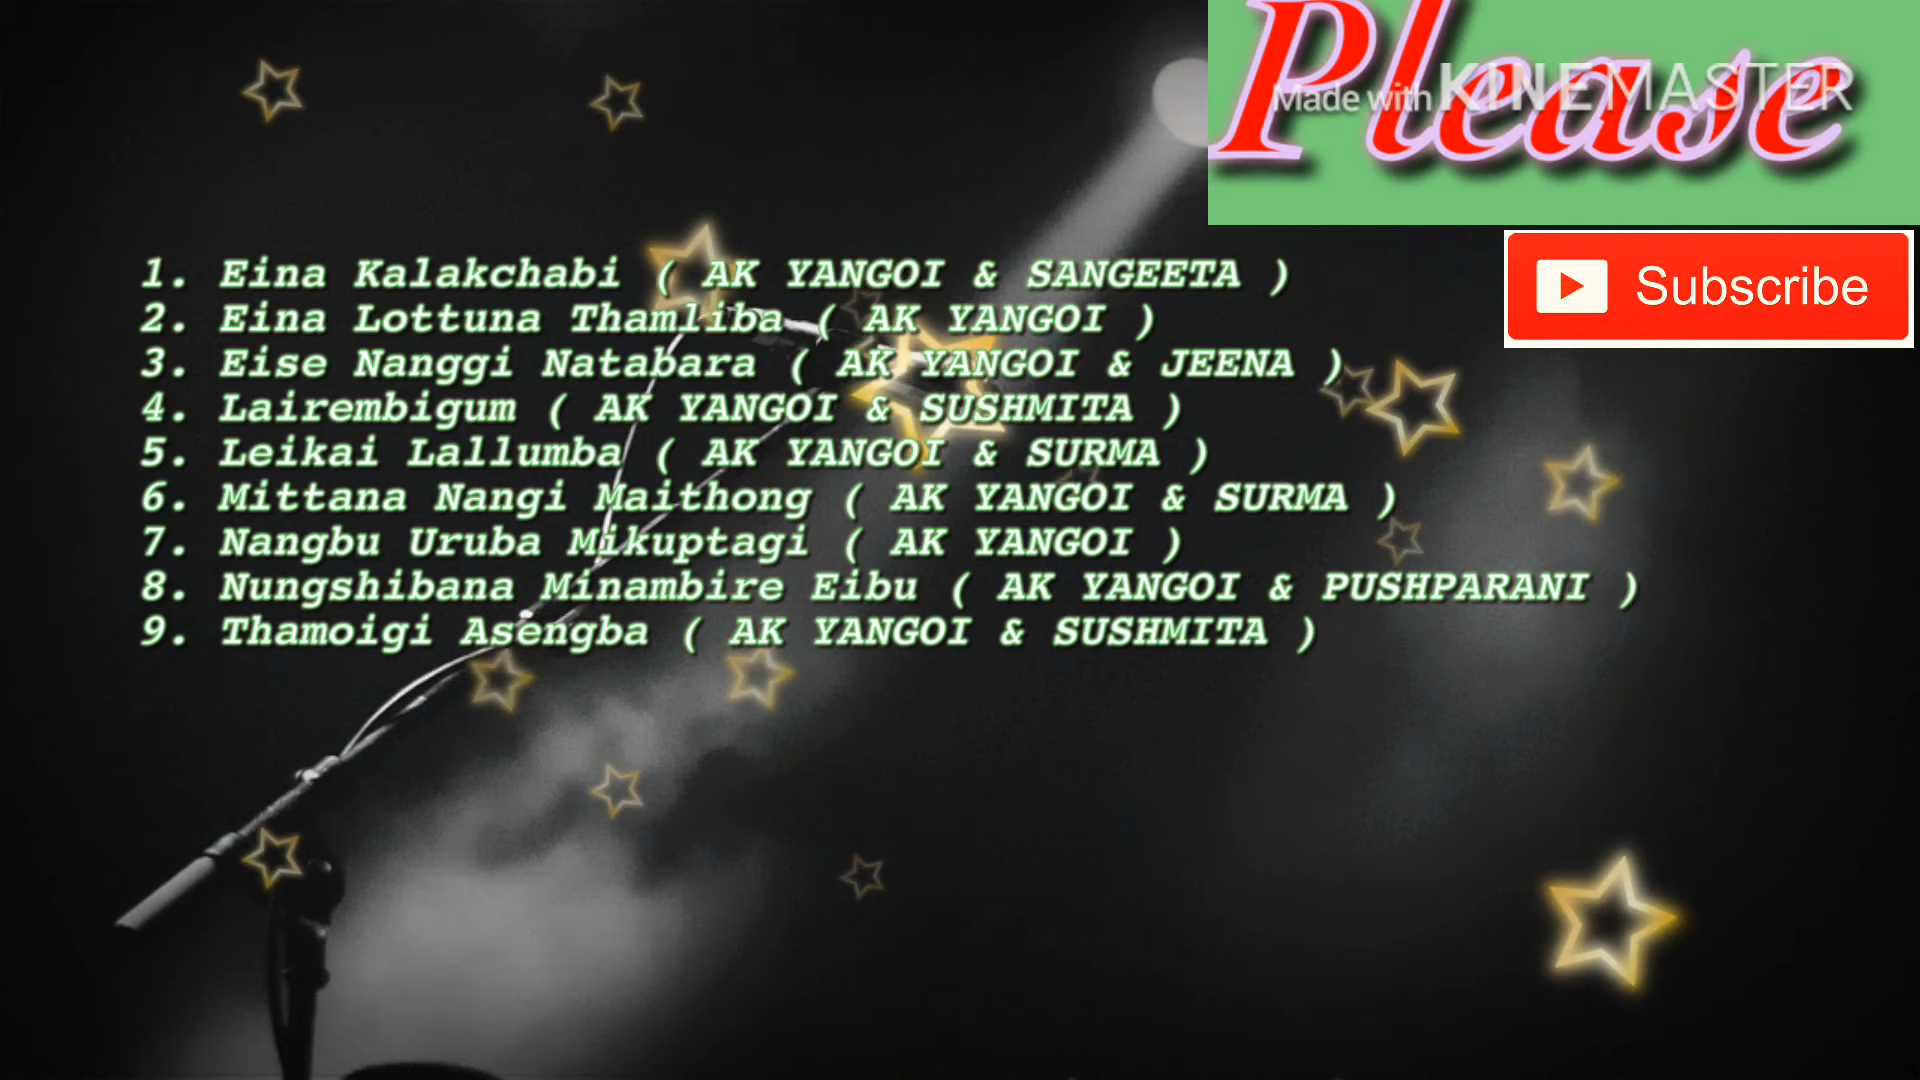 Please
Made with KINEMASTER
Subscribe
1. Eina Kalakchabi ( AK YANGOI & SANGEETA )
2. Eina Lottuna Thamliba ( AK YANGOI )
3. Eise Nanggi Natabara ( AK YANGOI & JEENA )
4. Lairembigum ( AK YANGOI & SUSHMITA )
5. Leikai Lallumba ( AK YANGOI & SURMA )
6. Mittana Nangi Maithong ( AK YANGOI & SURMA )
7. Nangbu Uruba Mikuptagi ( AK YANGOI )
8. Nungshibana Minambire Eibu ( AK YANGOI & PUSHPARANI )
9. Thamoigi Asengba ( AK YANGOI & SUSHMITA )